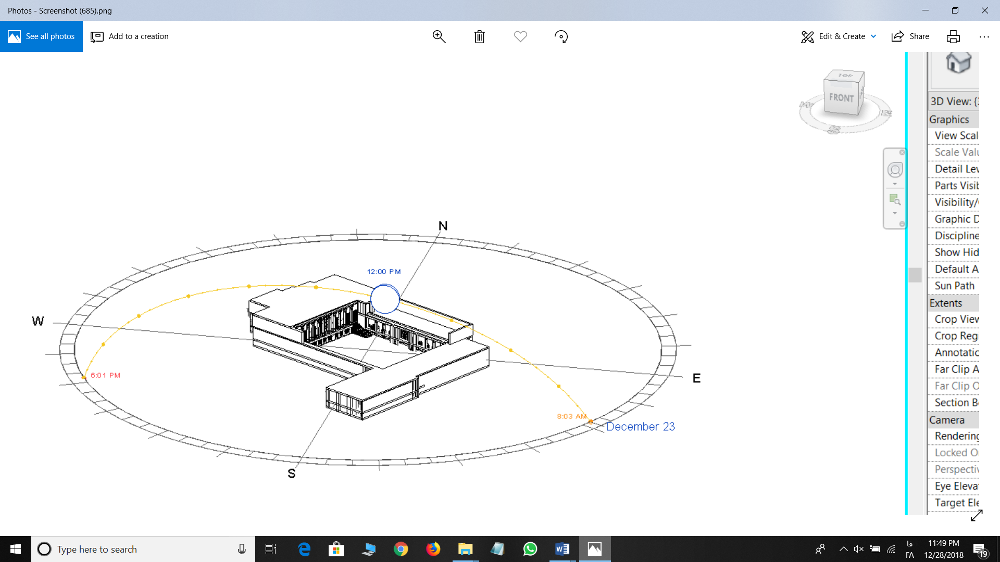 Photos - Screenshot (685).png
See all photos
Add to a creation
Edit & Create
Share
TOP
FRONT
3D View: {
Graphics
View Scal
Scale Valu
Detail Lev
Parts Visib
Visibility/
Graphic D
Discipline
Show Hid
Default A
Sun Path
Extents
Crop View
Crop Regi
Annotatio
Far Clip A
Far Clip O
Section B
Camera
Rendering
Locked O
Perspectiv
Eye Eleva
Target Ele
N
12:00 PM
W
6:01 PM
E
8:03 AM
December 23
S
Type here to search
فا
FA
11:49 PM
12/28/2018
19